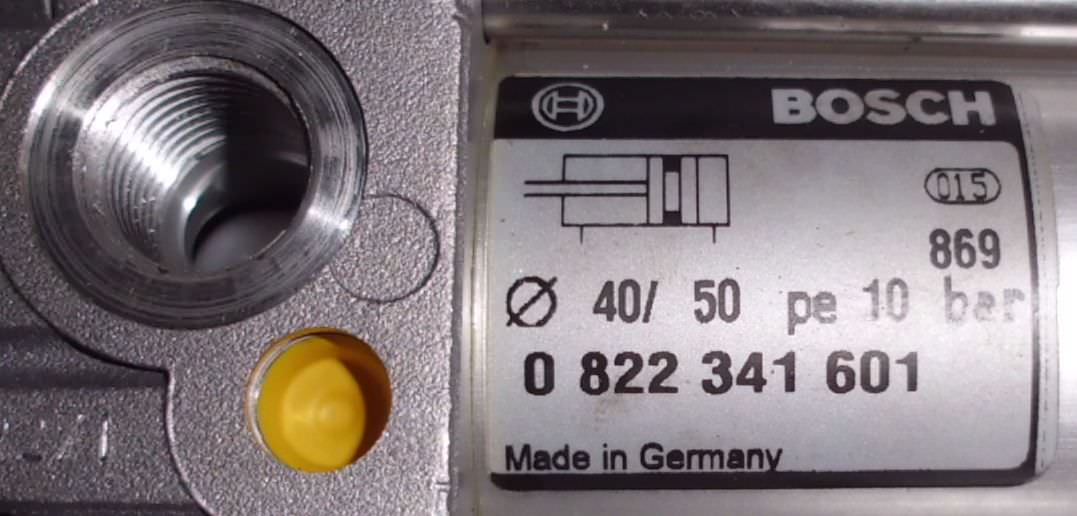 BOSCH
015
869
Ø 40/ 50 pe 10 bar
0 822 341 601
Made in Germany